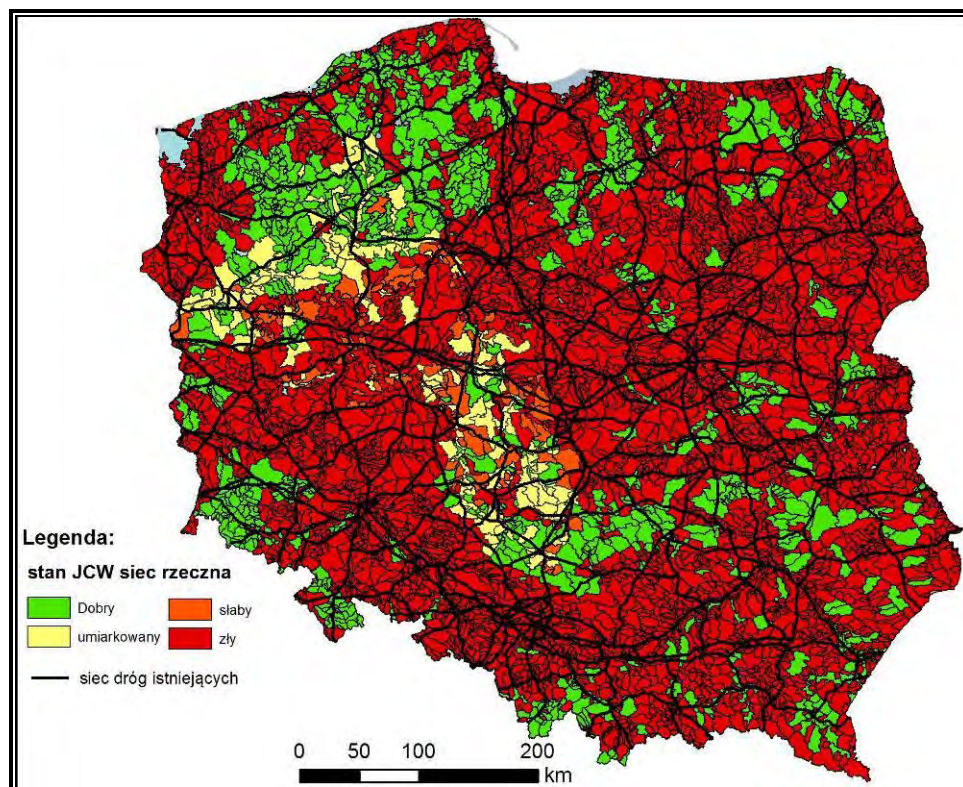 Legenda:
stan JCW siec rzeczna
Dobry słaby
umiarkowany zły
siec dróg istniejących
0 50 100 200
km